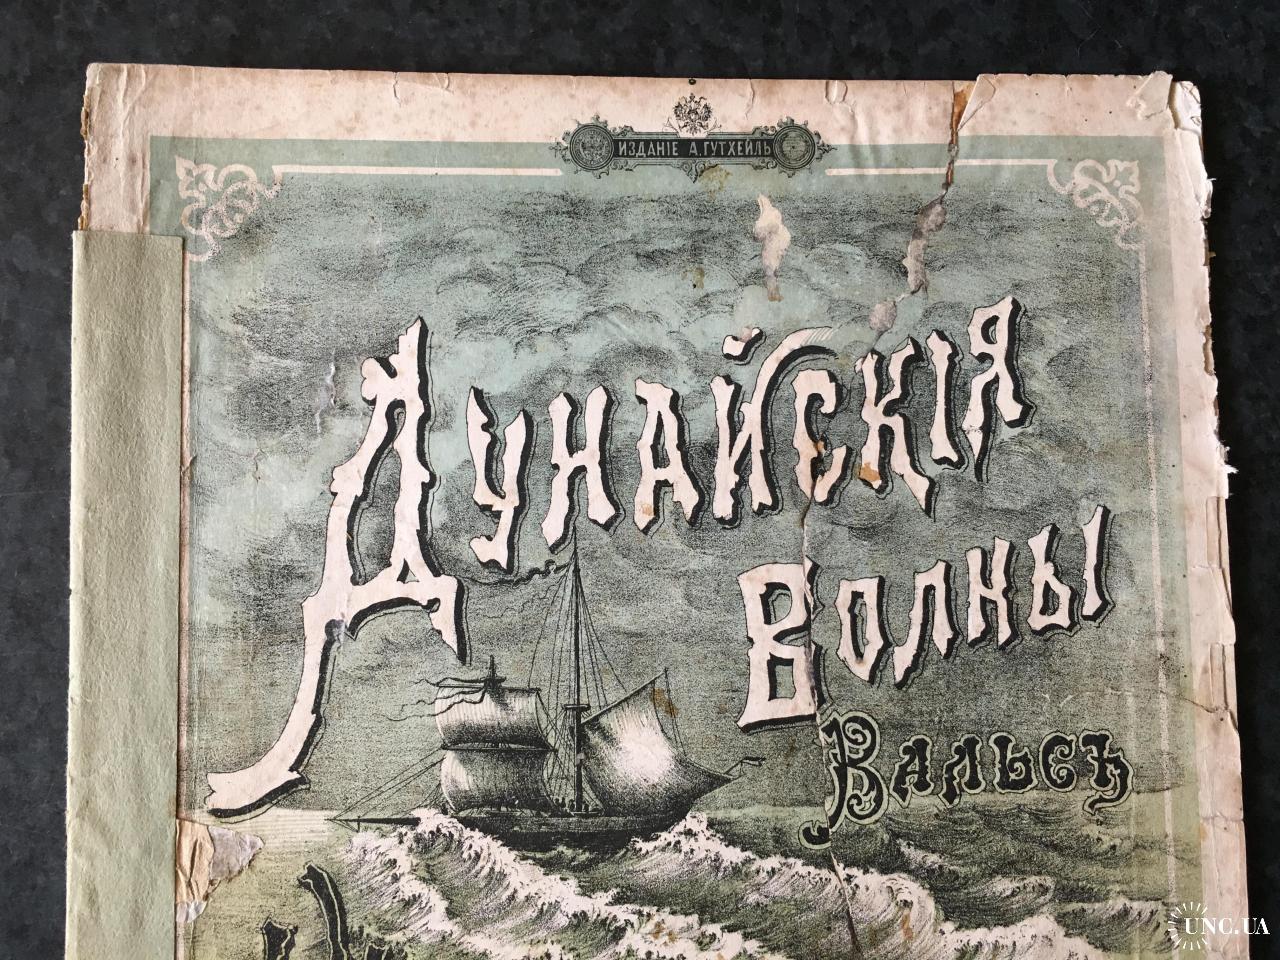 ИЗДАНІЕ А. ГУТХЕЙЛЬ
ДУНАЙСКІЯ
ВОЛНЫ
ВАЛЬСЪ
UNC.UA